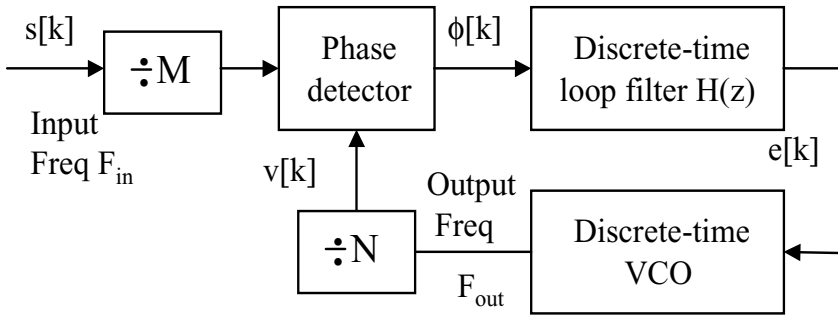 s[k]
÷M
Phase
detector
ϕ[k]
Discrete-time
loop filter H(z)
Input
Freq F_in
v[k]
e[k]
Output
Freq
÷N
F_out
Discrete-time
VCO